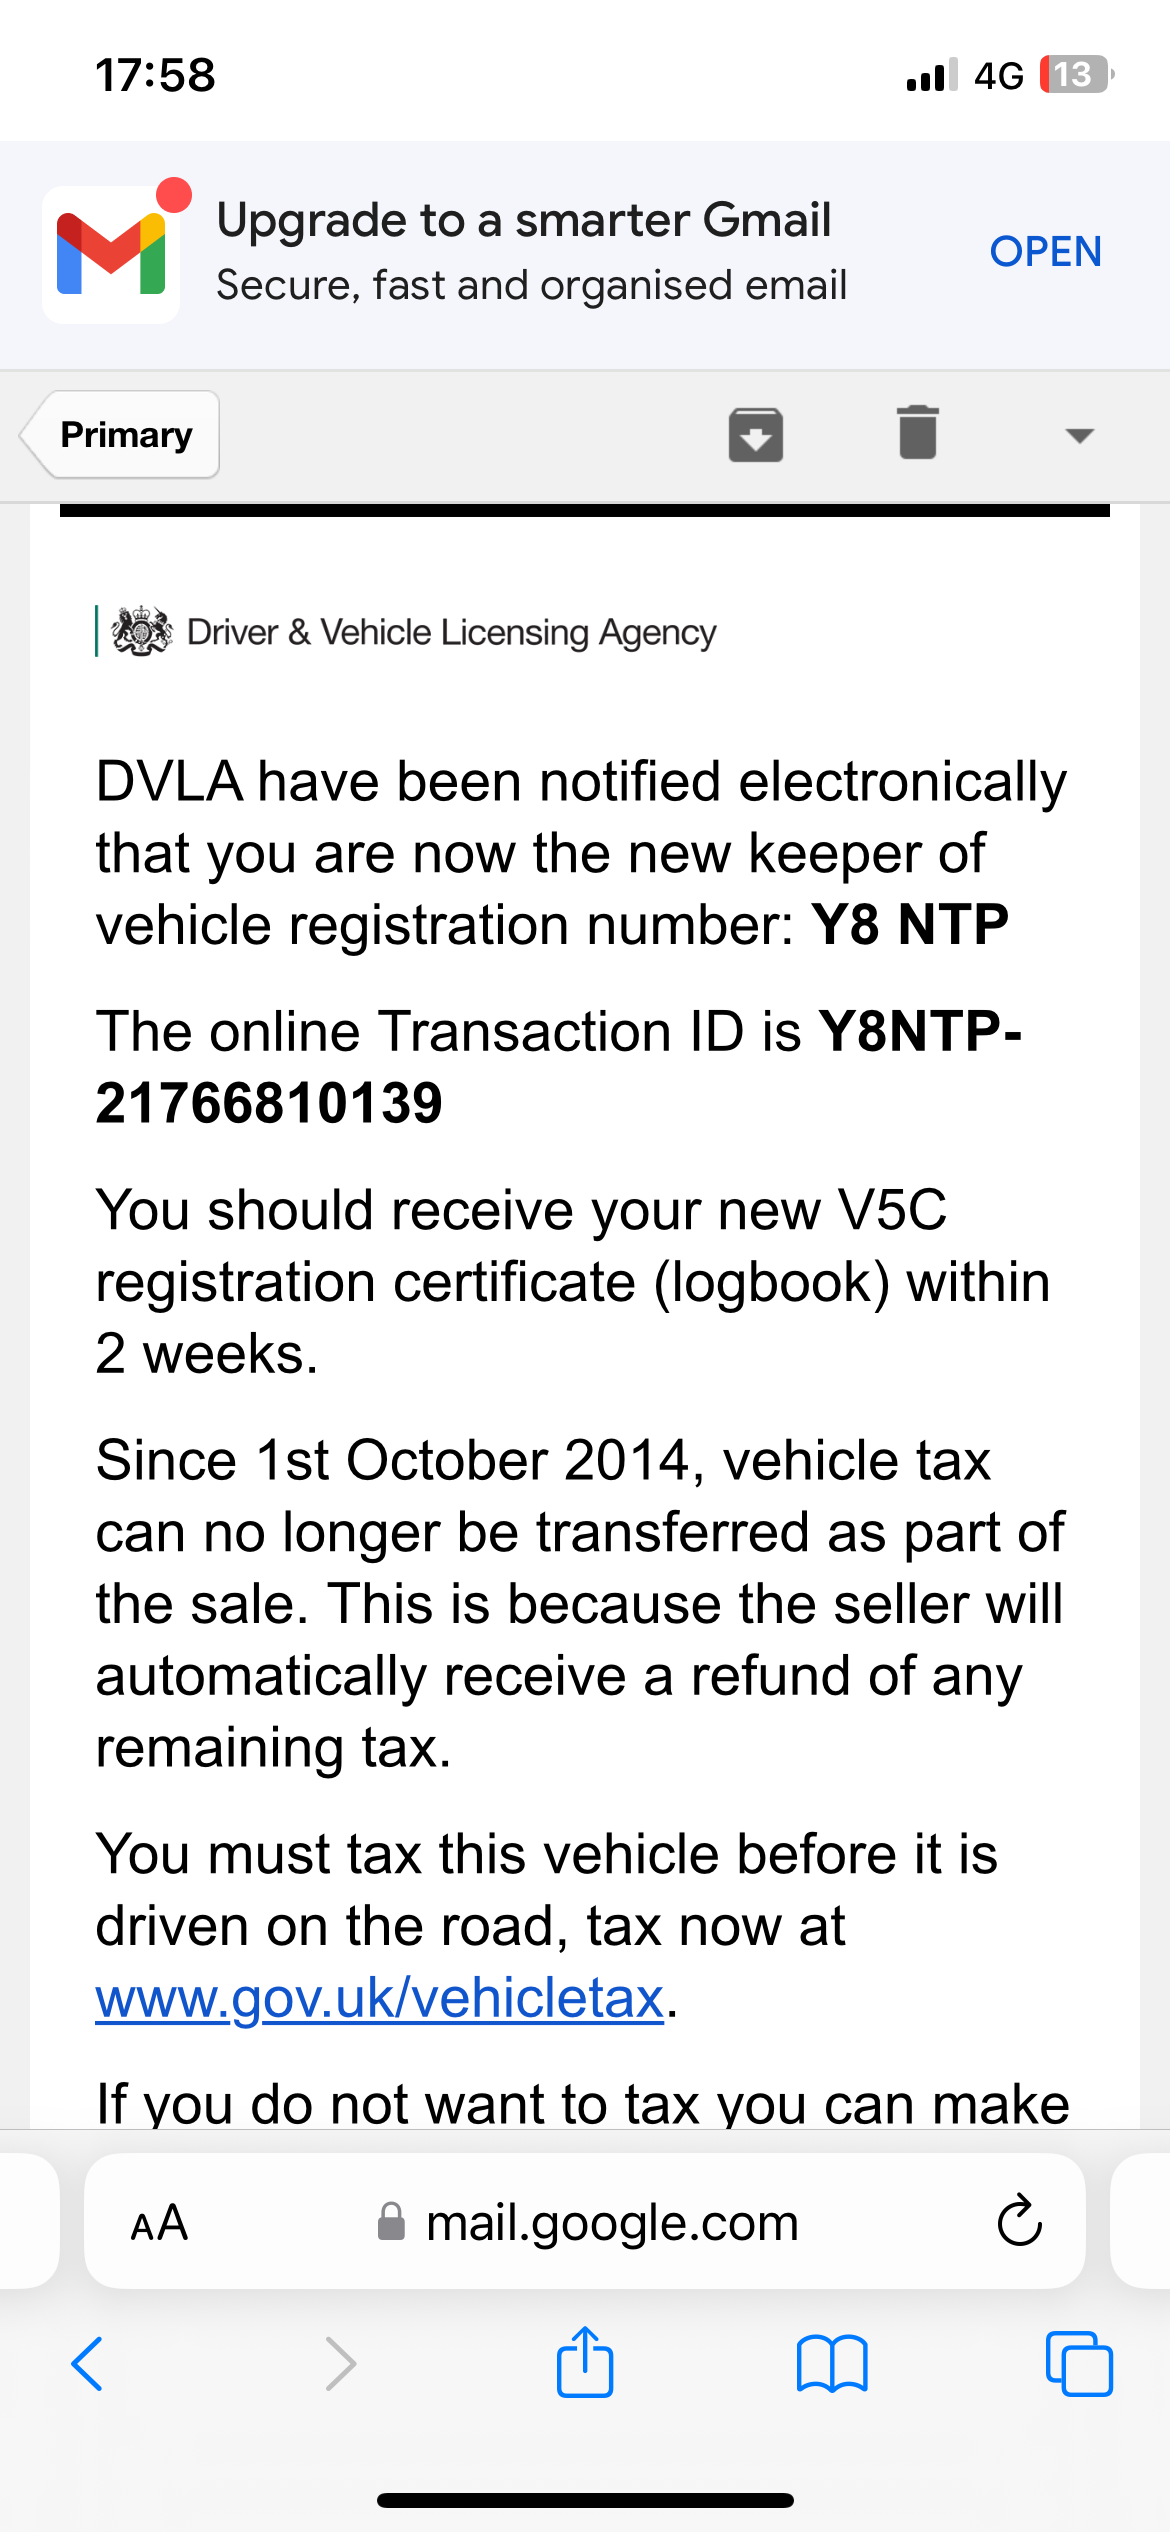 17:58
4G 13
Upgrade to a smarter Gmail
Secure, fast and organised email
OPEN
Primary
Driver & Vehicle Licensing Agency
DVLA have been notified electronically
that you are now the new keeper of
vehicle registration number: Y8 NTP
The online Transaction ID is Y8NTP-
21766810139
You should receive your new V5C
registration certificate (logbook) within
2 weeks.
Since 1st October 2014, vehicle tax
can no longer be transferred as part of
the sale. This is because the seller will
automatically receive a refund of any
remaining tax.
You must tax this vehicle before it is
driven on the road, tax now at
www.gov.uk/vehicletax.
If you do not want to tax you can make
AA
mail.google.com